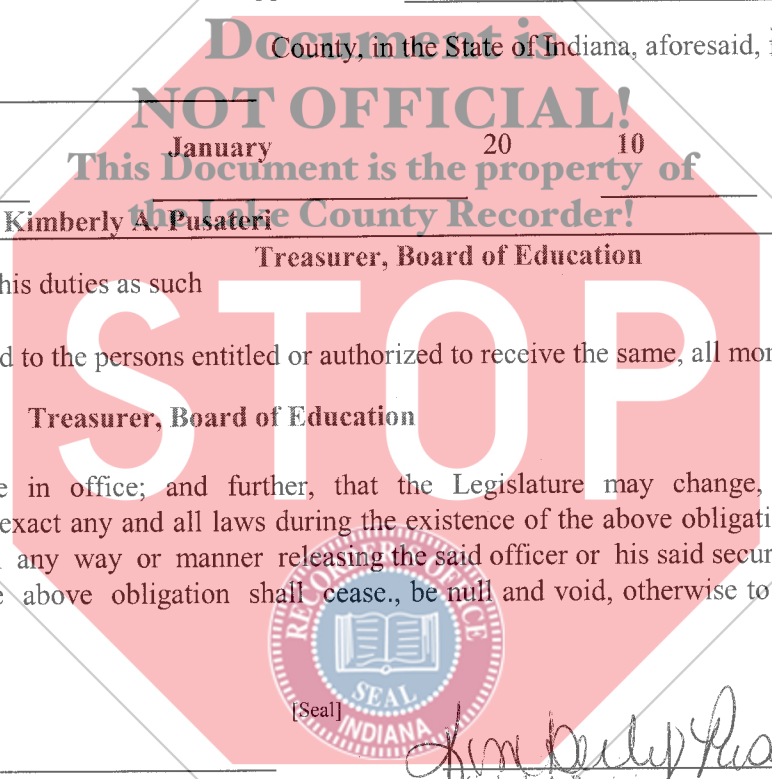 Document is
County, in the State of Indiana, aforesaid,
NOT OFFICIAL!
January 20 10
This Document is the property of
the Lake County Recorder!
Kimberly A. Pusateri
Treasurer, Board of Education
his duties as such
STOP
d to the persons entitled or authorized to receive the same, all mon
Treasurer, Board of Education
e in office; and further, that the Legislature may change,
exact any and all laws during the existence of the above obligati
any way or manner releasing the said officer or his said secur
e above obligation shall cease., be null and void, otherwise to
RECORDER'S OFFICE
SEAL
INDIANA
[Seal]
Kimberly Pusa